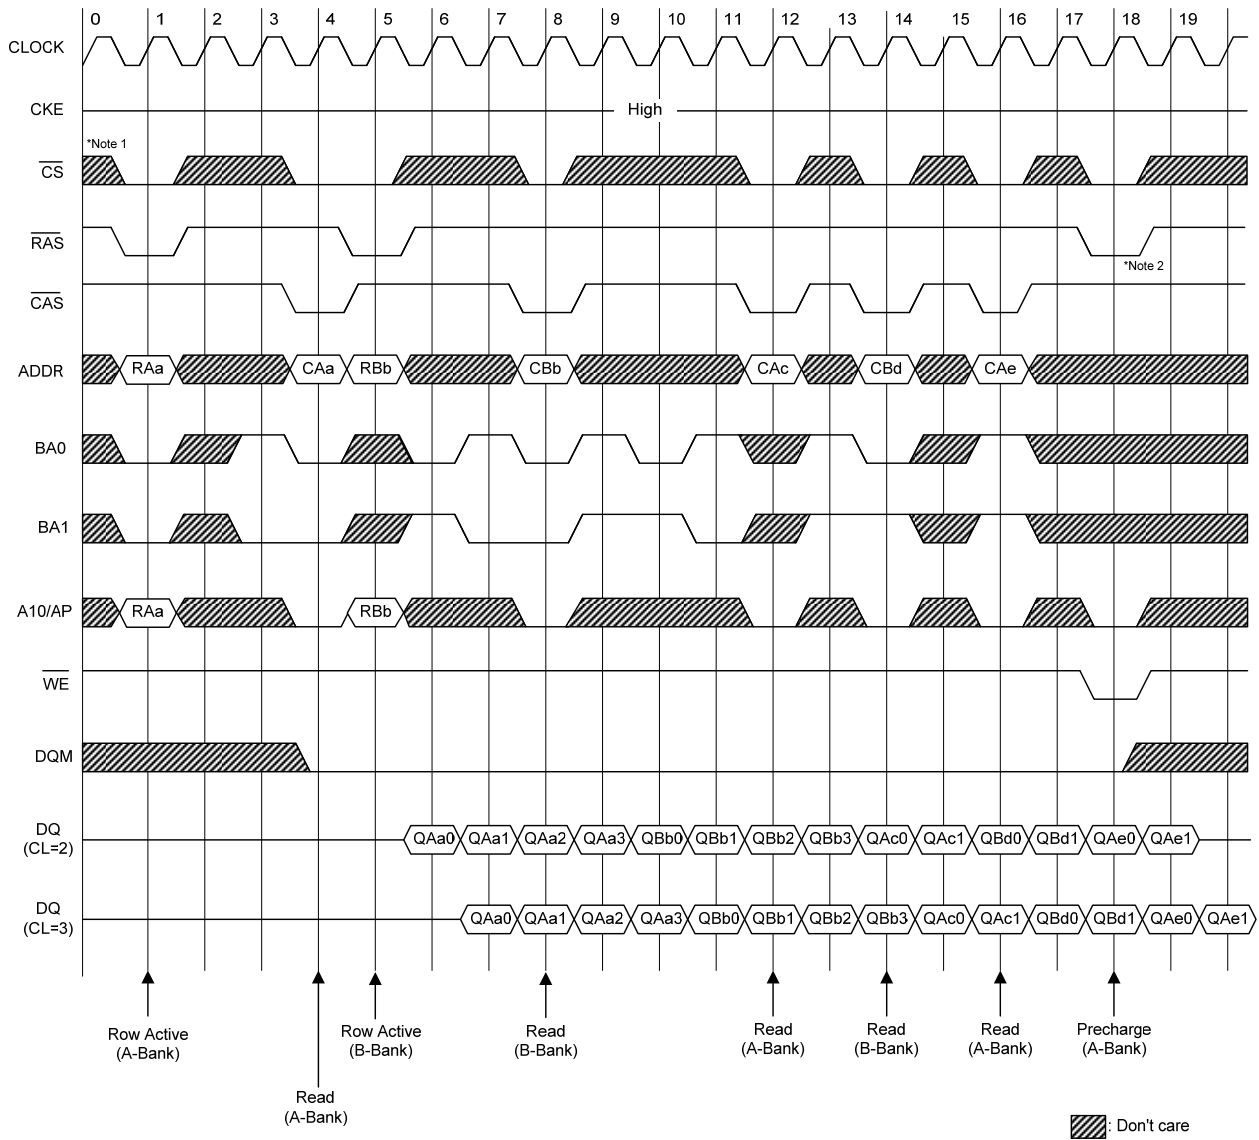 0 1 2 3 4 5 6 7 8 9 10 11 12 13 14 15 16 17 18 19
CLOCK
CKE
High
*Note 1
CS
RAS
*Note 2
CAS
ADDR RAa CAa RBb CBb CAc CBd CAe
BA0
BA1
A10/AP RAa RBb
WE
DQM
DQ
(CL=2)
QAa0 QAa1 QAa2 QAa3 QBb0 QBb1 QBb2 QBb3 QAc0 QAc1 QBd0 QBd1 QAe0 QAe1
DQ
(CL=3)
QAa0 QAa1 QAa2 QAa3 QBb0 QBb1 QBb2 QBb3 QAc0 QAc1 QBd0 QBd1 QAe0 QAe1
Row Active
(A-Bank)
Read
(A-Bank)
Row Active
(B-Bank)
Read
(B-Bank)
Read
(A-Bank)
Read
(B-Bank)
Read
(A-Bank)
Precharge
(A-Bank)
: Don't care